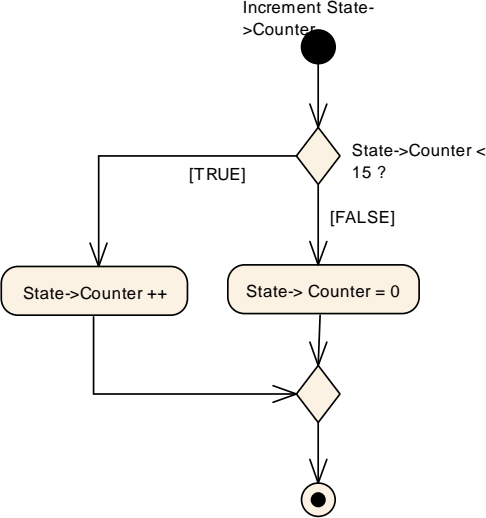 Increment State-
>Counter
State->Counter <
15 ?
[TRUE]
[FALSE]
State->Counter ++
State-> Counter = 0